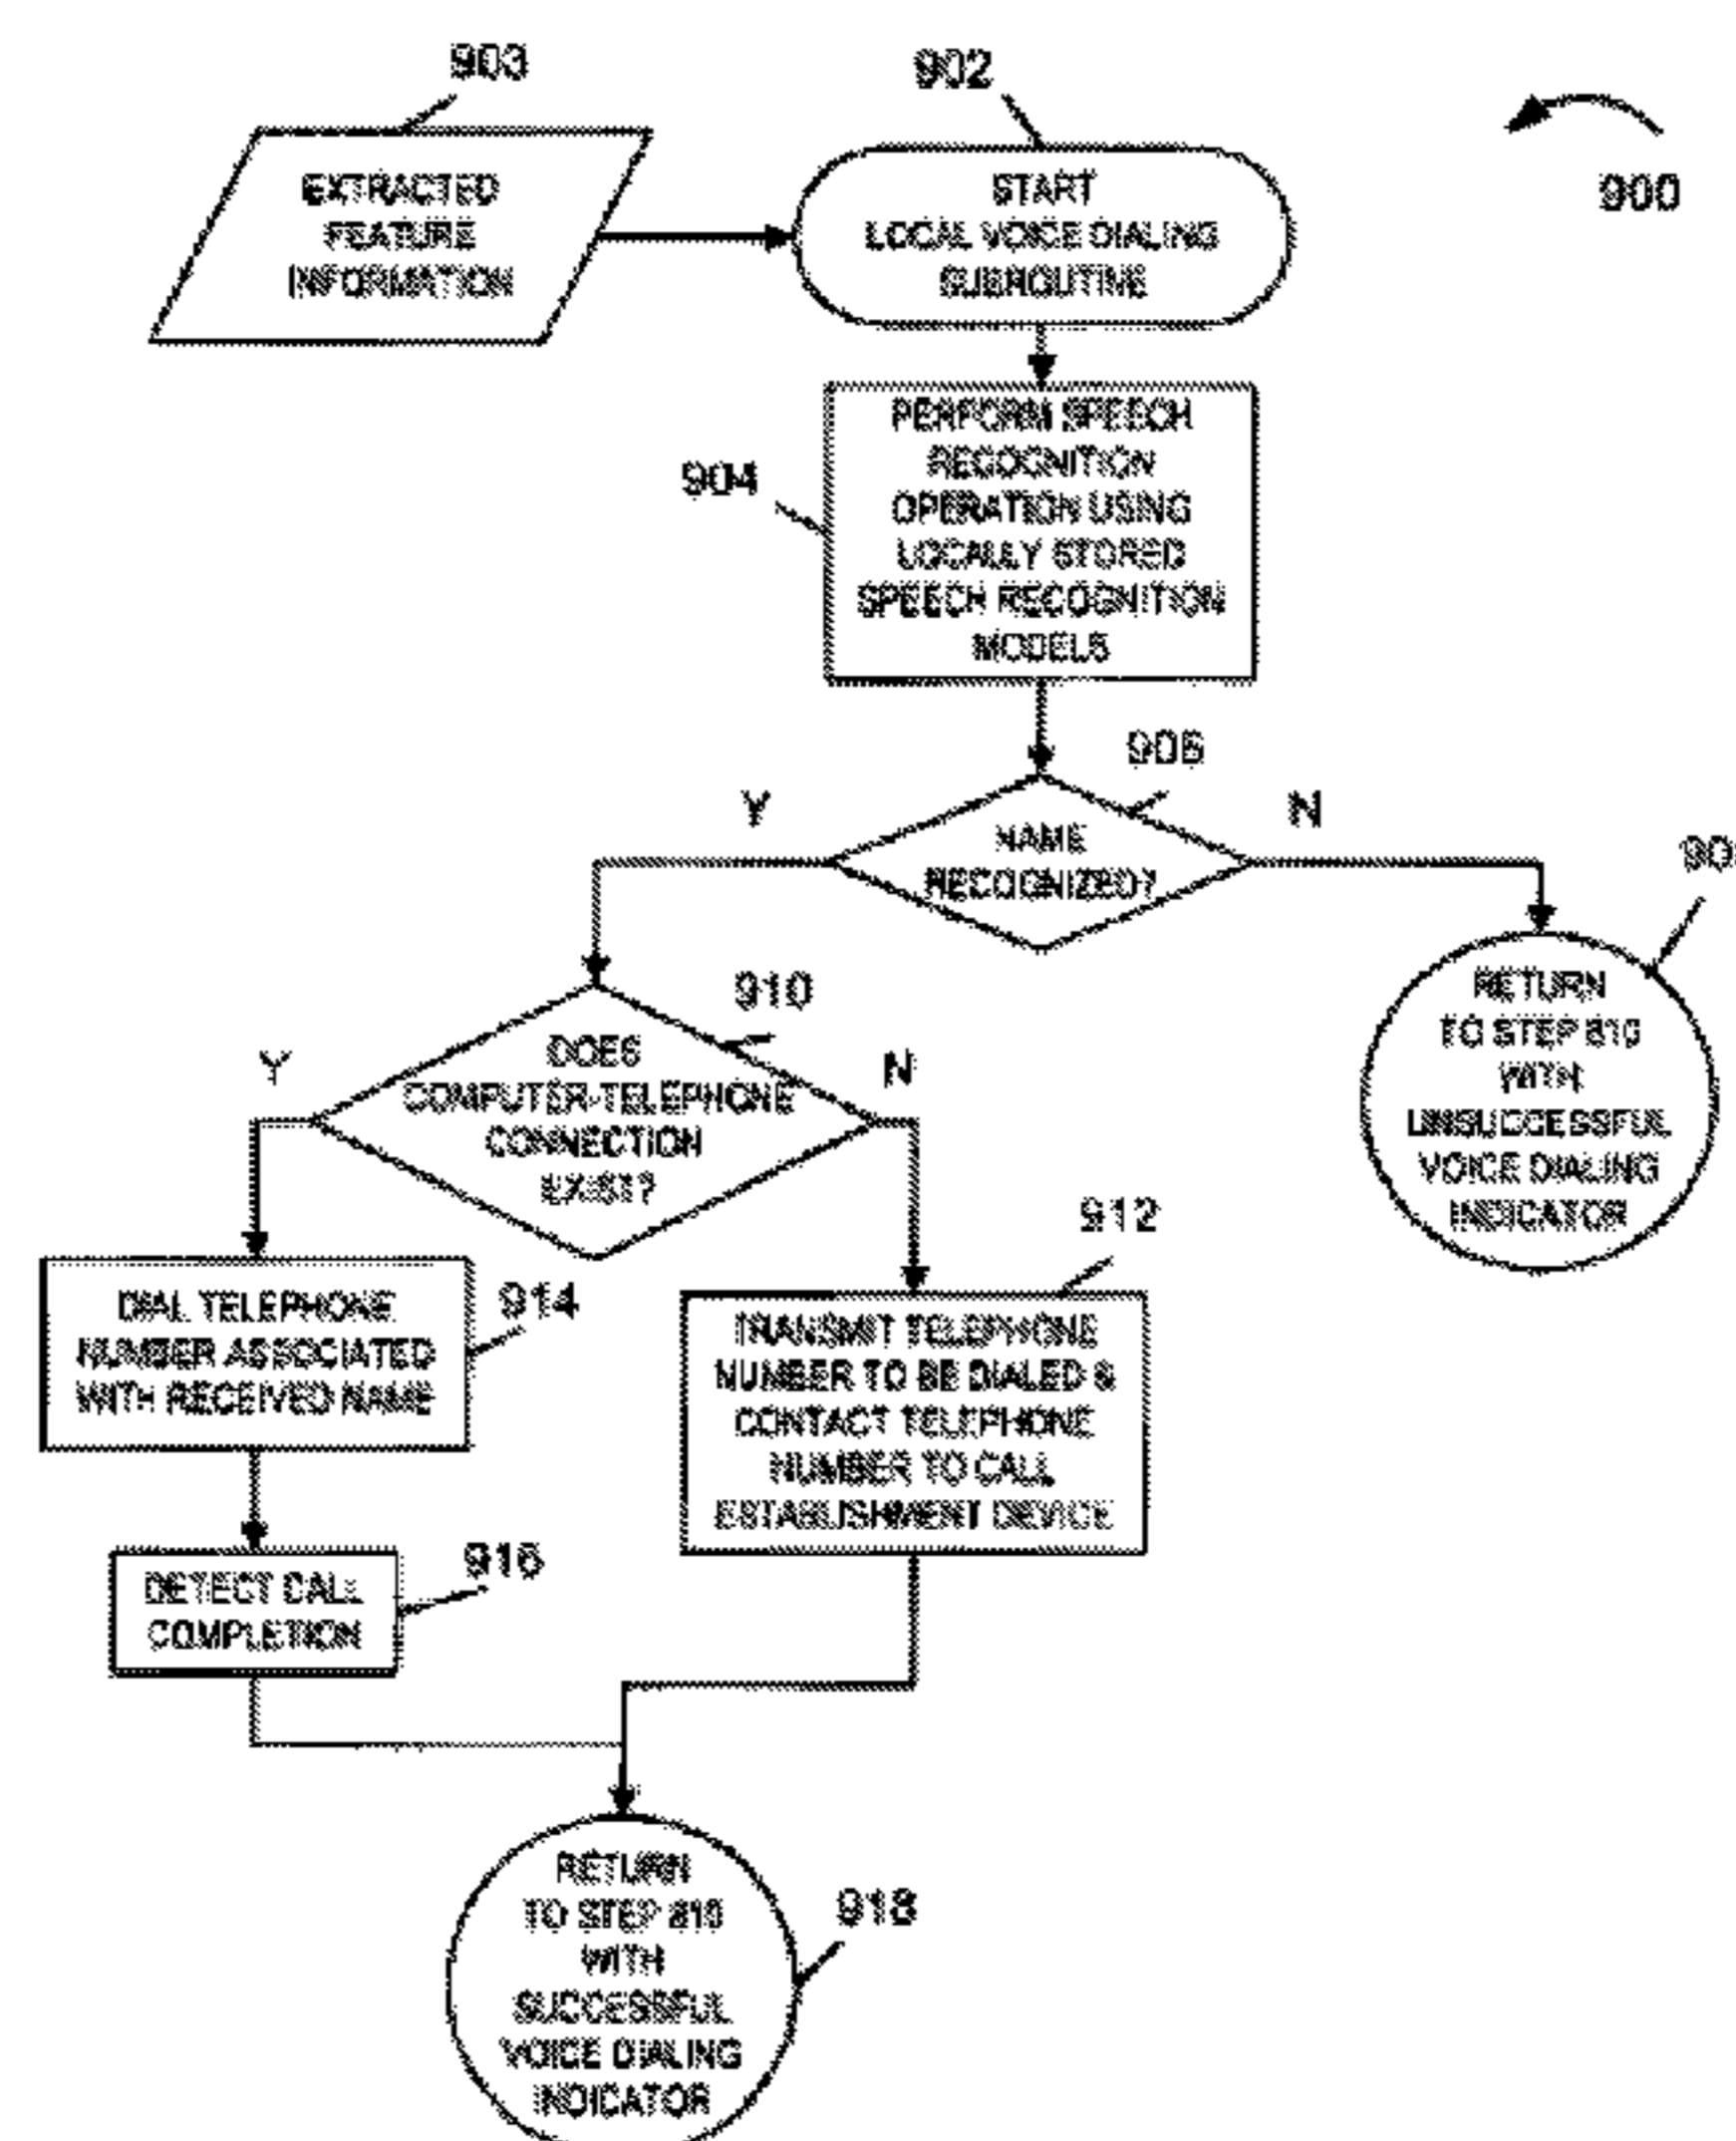 903
902
900
EXTRACTED
FEATURE
INFORMATION
START
LOCAL VOICE DIALING
SUBROUTINE
904
PERFORM SPEECH
RECOGNITION
OPERATION USING
LOCALLY STORED
SPEECH RECOGNITION
MODELS
906
Y
N
NAME
RECOGNIZED?
90
RETURN
TO STEP 810
WITH
UNSUCCESSFUL
VOICE DIALING
INDICATOR
910
Y
N
DOES
COMPUTER-TELEPHONE
CONNECTION
EXIST?
912
914
DIAL TELEPHONE
NUMBER ASSOCIATED
WITH RECEIVED NAME
TRANSMIT TELEPHONE
NUMBER TO BE DIALED &
CONTACT TELEPHONE
NUMBER TO CALL
ESTABLISHMENT DEVICE
916
DETECT CALL
COMPLETION
918
RETURN
TO STEP 810
WITH
SUCCESSFUL
VOICE DIALING
INDICATOR